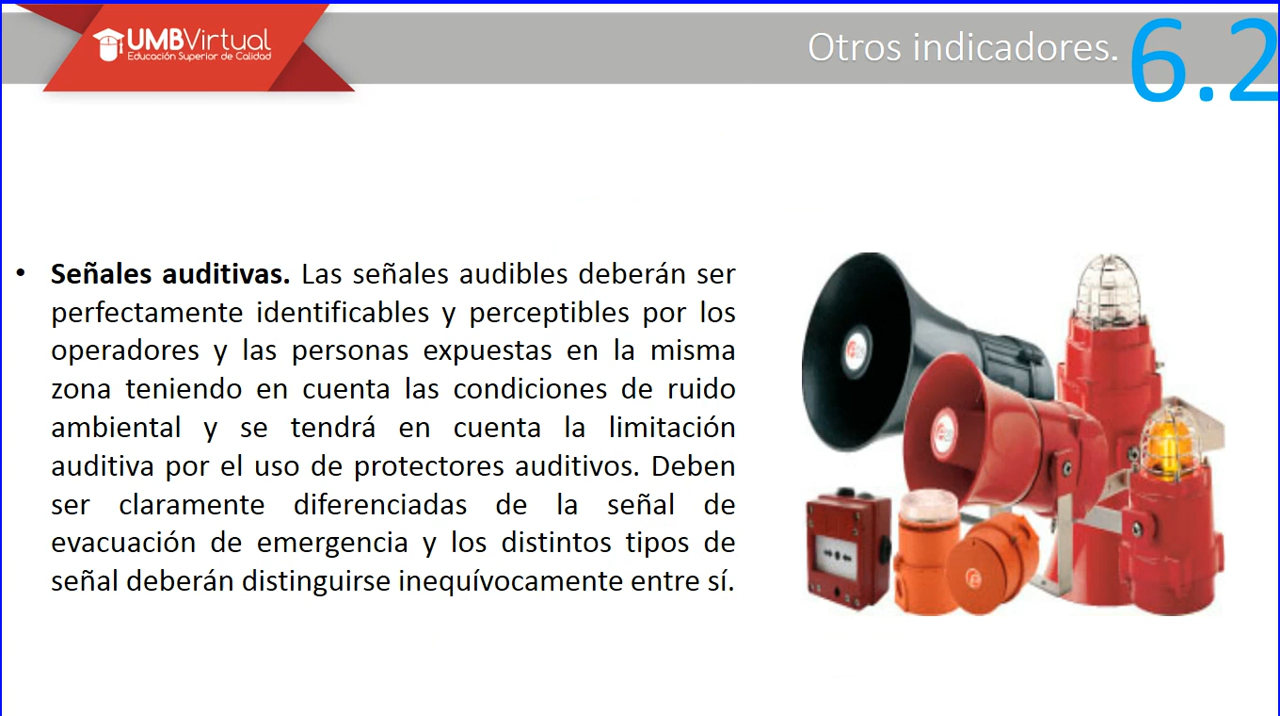 UMBVirtual
Educación Superior de Calidad
Otros indicadores.
6.2
• Señales auditivas. Las señales audibles deberán ser
perfectamente identificables y perceptibles por los
operadores y las personas expuestas en la misma
zona teniendo en cuenta las condiciones de ruido
ambiental y se tendrá en cuenta la limitación
auditiva por el uso de protectores auditivos. Deben
ser claramente diferenciadas de la señal de
evacuación de emergencia y los distintos tipos de
señal deberán distinguirse inequívocamente entre sí.